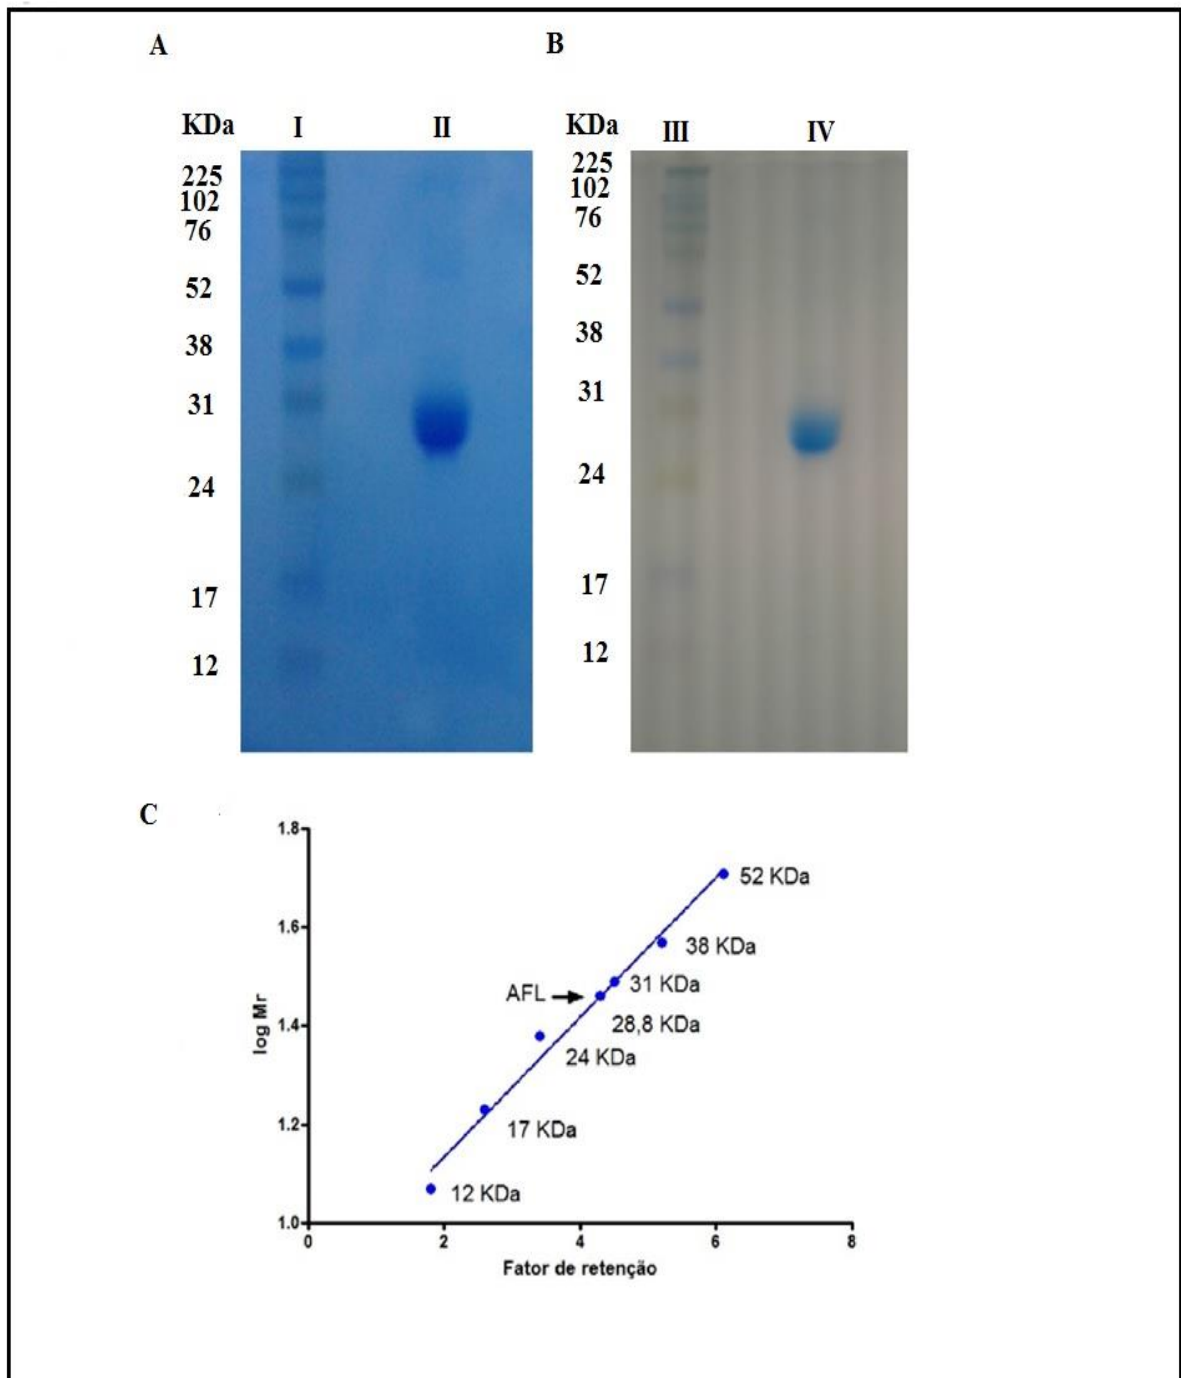 A
B
KDa I II
KDa III IV
225
102
76
52
38
31
24
17
12
225
102
76
52
38
31
24
17
12
C
1.8
1.6
1.4
1.2
1.0
log Mr
52 KDa
38 KDa
31 KDa
AFL
28,8 KDa
24 KDa
17 KDa
12 KDa
0 2 4 6 8
Fator de retenção